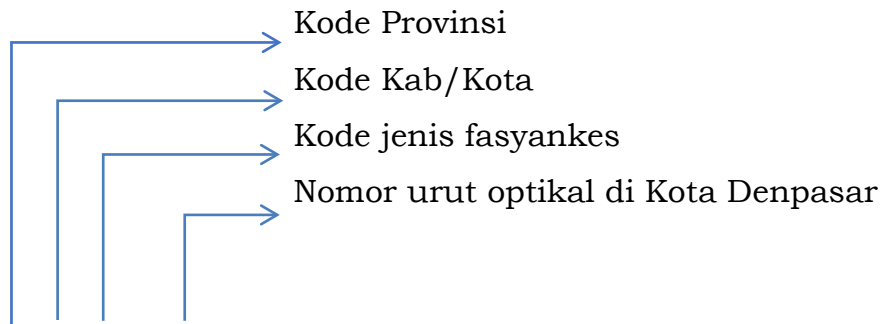 Kode Provinsi
Kode Kab/Kota
Kode jenis fasyankes
Nomor urut optikal di Kota Denpasar